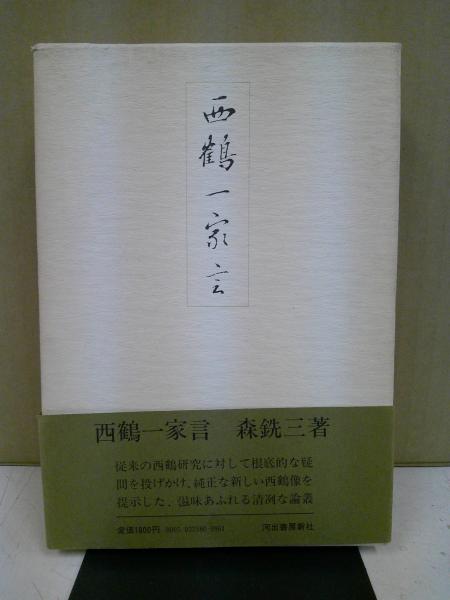 西鶴一家言
西鶴一家言　森銑三著
従来の西鶴研究に対して根底的な疑
問を投げかけ、純正な新しい西鶴像を
提示した、滋味あふれる清冽な論叢
定価1800円
河出書房新社